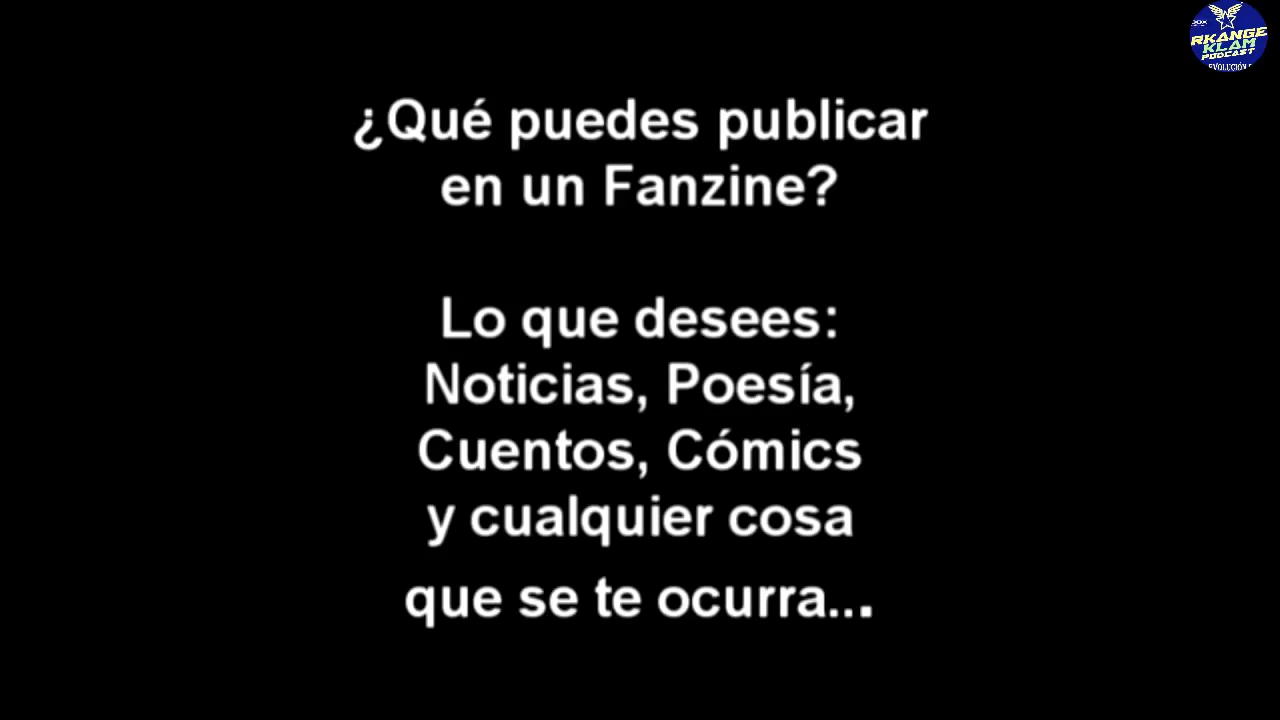 RKANGE
KLAM
PODCAST
¿Qué puedes publicar
en un Fanzine?
Lo que desees:
Noticias, Poesía,
Cuentos, Cómics
y cualquier cosa
que se te ocurra...